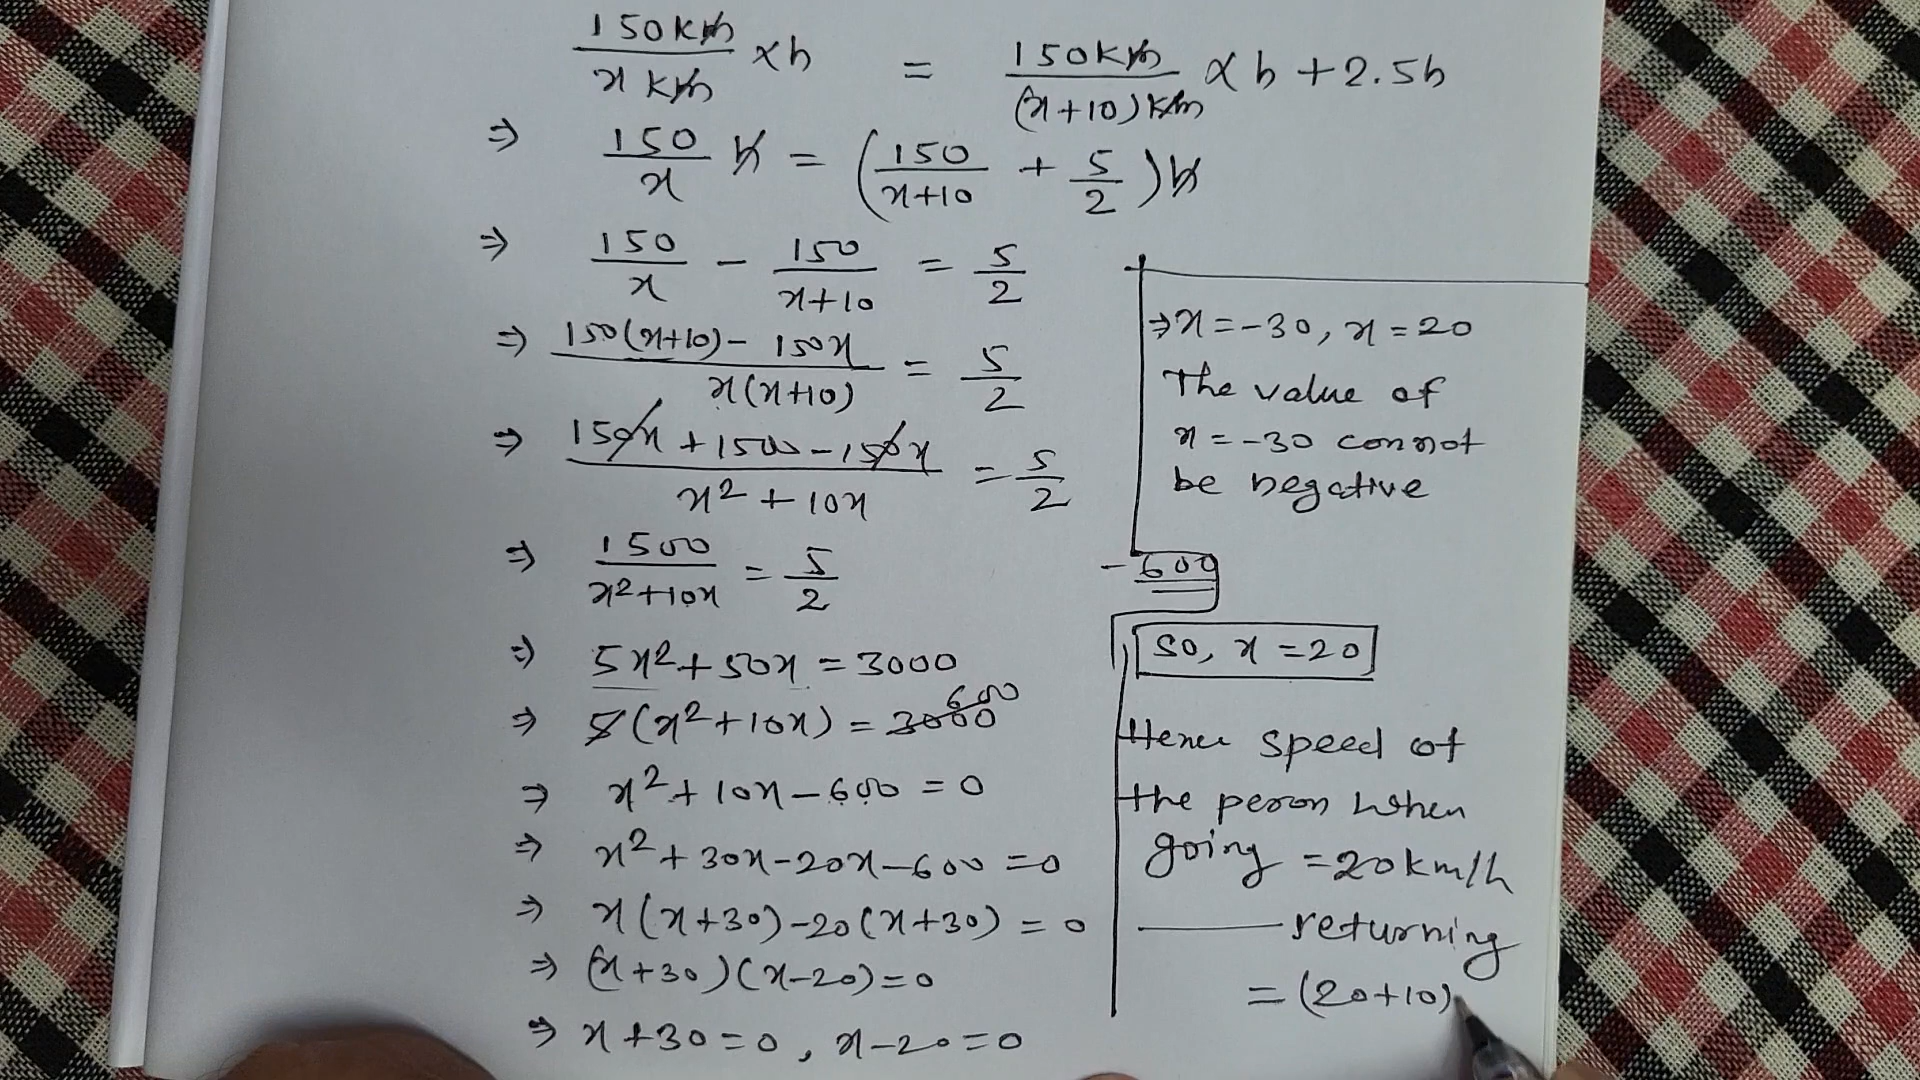 150km/x km × h = 150km/(x+10)km × h + 2.5h
⇒ 150/x h = (150/x+10 + 5/2)h
⇒ 150/x - 150/x+10 = 5/2
⇒ 150(x+10) - 150x/x(x+10) = 5/2
⇒ 150x + 1500 - 150x/x² + 10x = 5/2
⇒ 1500/x²+10x = 5/2
⇒ 5x² + 50x = 3000
⇒ 5(x²+10x) = 3000 600
⇒ x² + 10x - 600 = 0
⇒ x² + 30x - 20x - 600 = 0
⇒ x(x+30) - 20(x+30) = 0
⇒ (x+30)(x-20) = 0
⇒ x+30=0, x-20=0
⇒ x = -30, x = 20
The value of
x = -30 connot
be negative
- 600
So, x = 20
Hence speed of
the person when
going = 20km/h
returning
= (20+10)